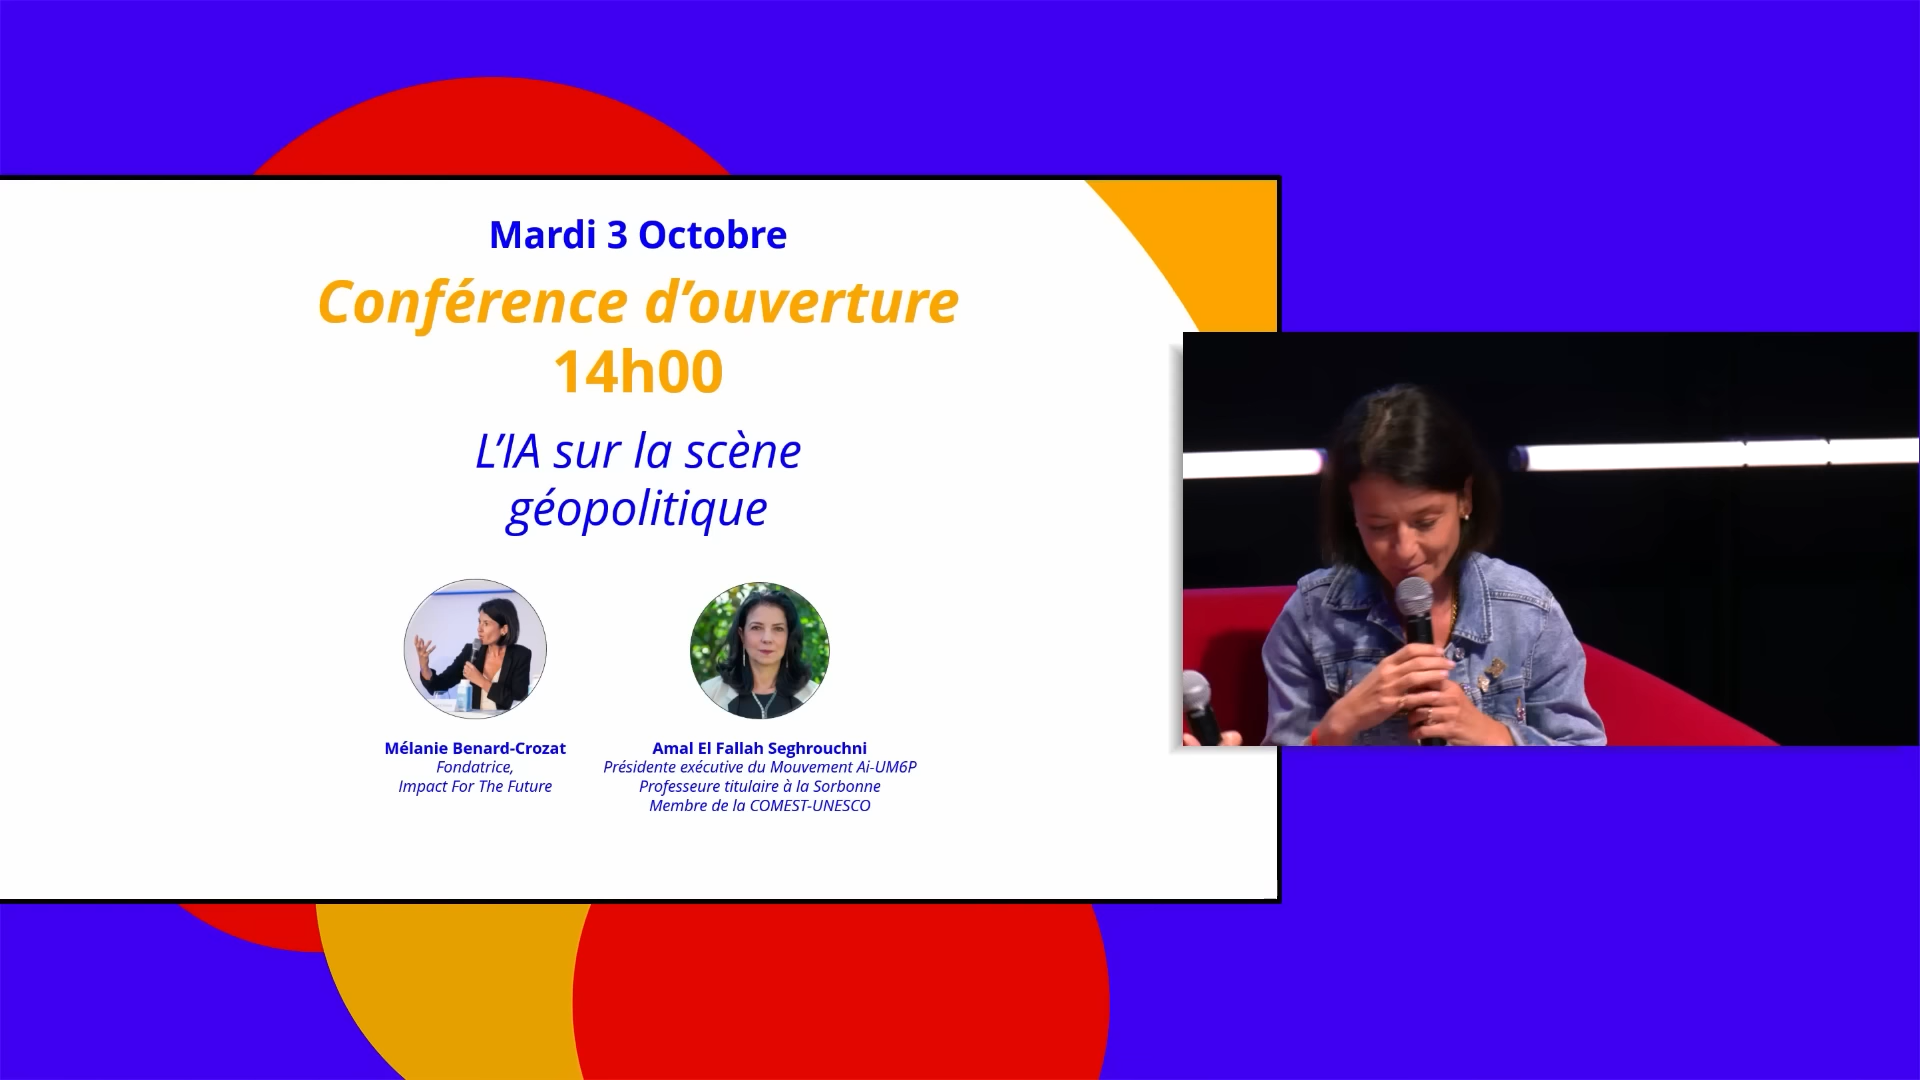 Mardi 3 Octobre
Conférence d’ouverture
14h00
L’IA sur la scène
géopolitique
Mélanie Benard-Crozat
Fondatrice,
Impact For The Future
Amal El Fallah Seghrouchni
Présidente exécutive du Mouvement Ai-UM6P
Professeure titulaire à la Sorbonne
Membre de la COMEST-UNESCO